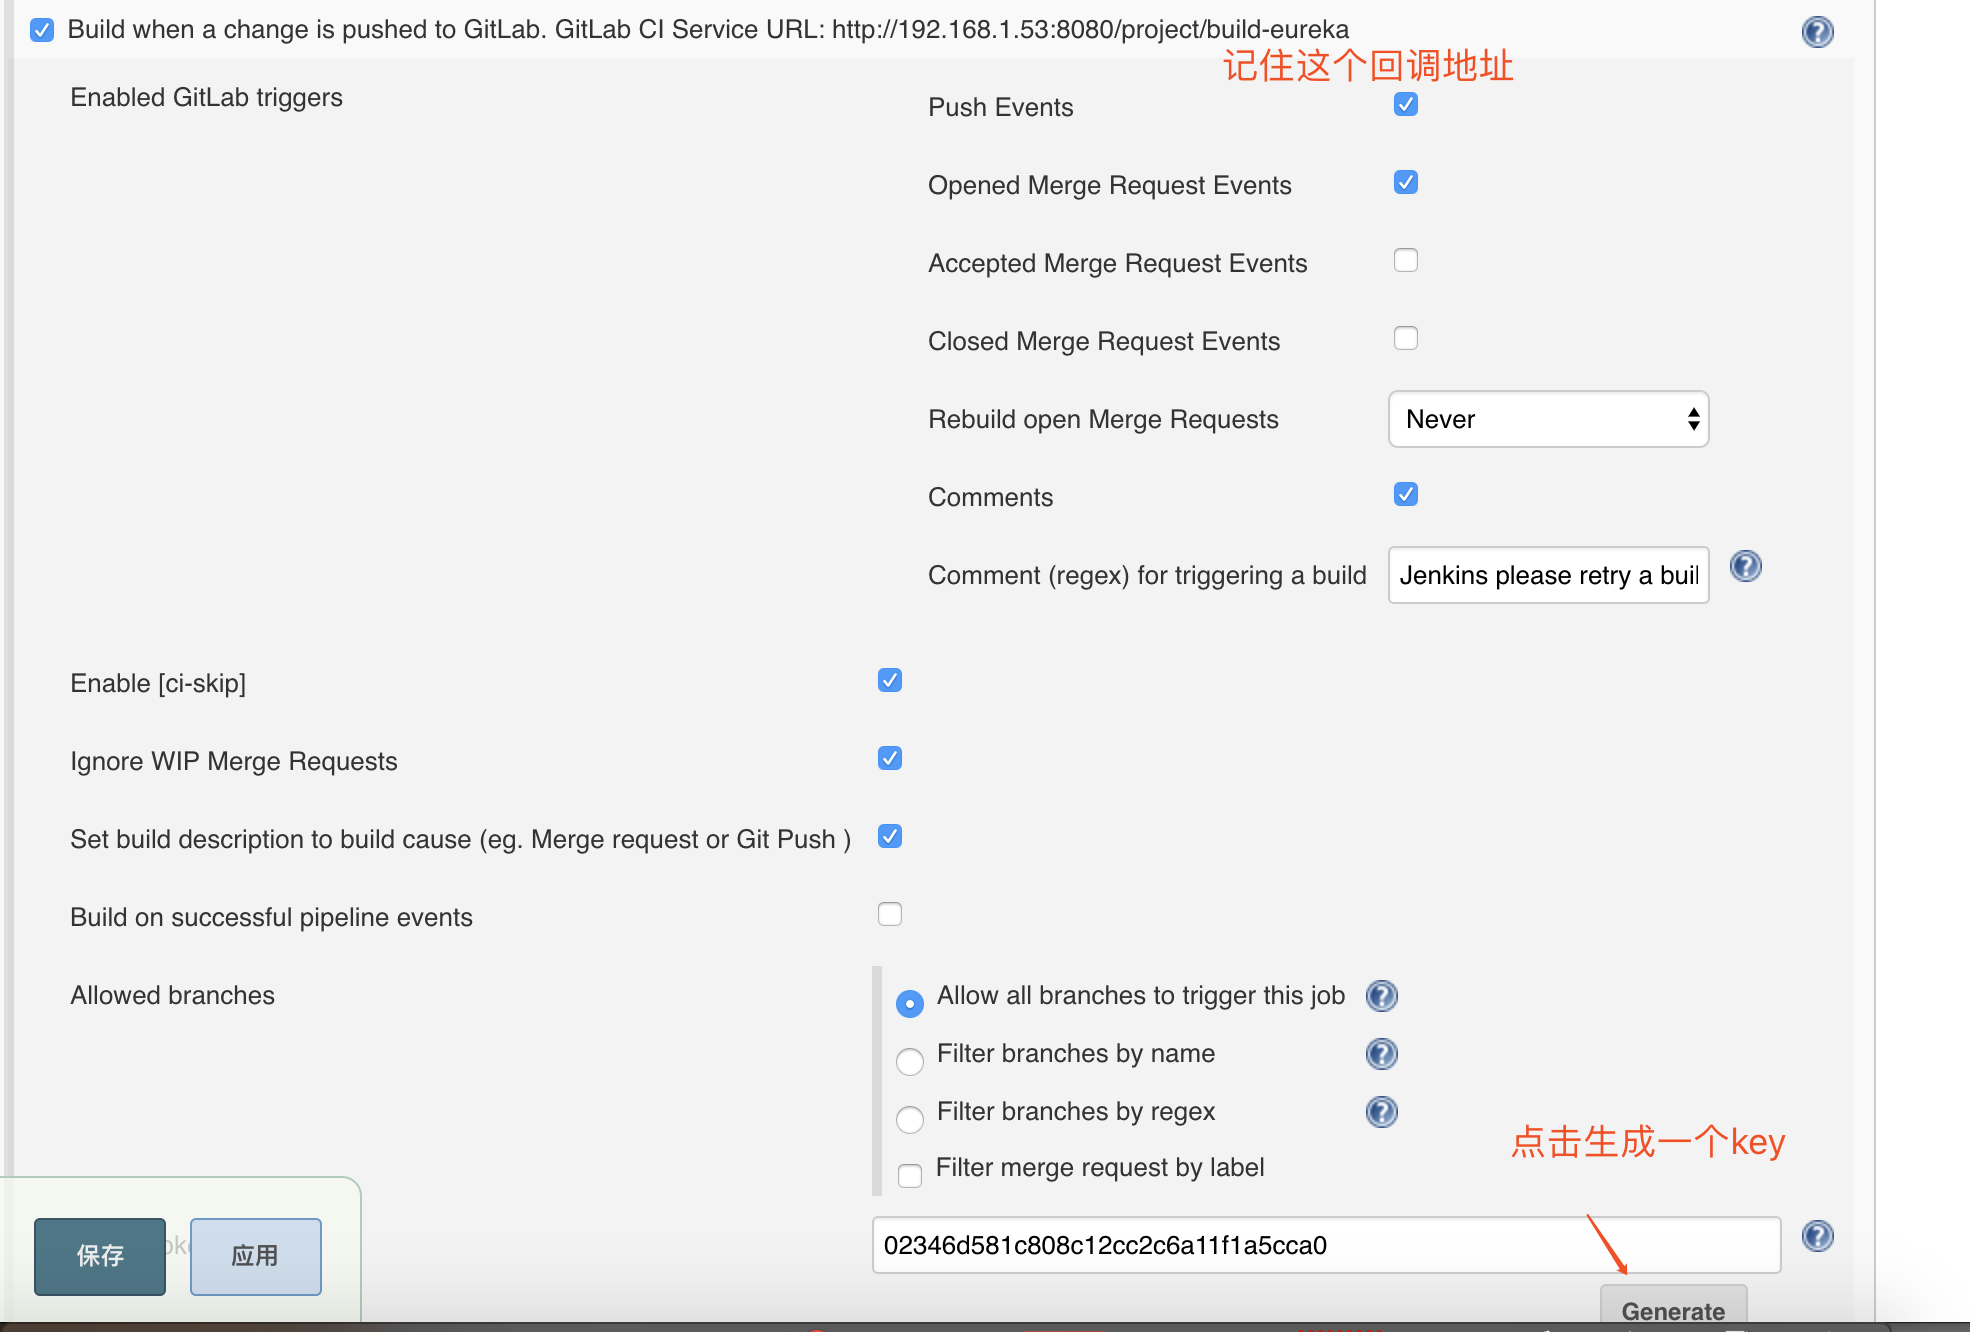 Build when a change is pushed to GitLab. GitLab CI Service URL: http://192.168.1.53:8080/project/build-eureka
记住这个回调地址
Enabled GitLab triggers
Push Events
Opened Merge Request Events
Accepted Merge Request Events
Closed Merge Request Events
Rebuild open Merge Requests
Never
Comments
Comment (regex) for triggering a build
Jenkins please retry a buil
Enable [ci-skip]
Ignore WIP Merge Requests
Set build description to build cause (eg. Merge request or Git Push )
Build on successful pipeline events
Allowed branches
Allow all branches to trigger this job
Filter branches by name
Filter branches by regex
Filter merge request by label
点击生成一个key
保存
应用
02346d581c808c12cc2c6a11f1a5cca0
Generate